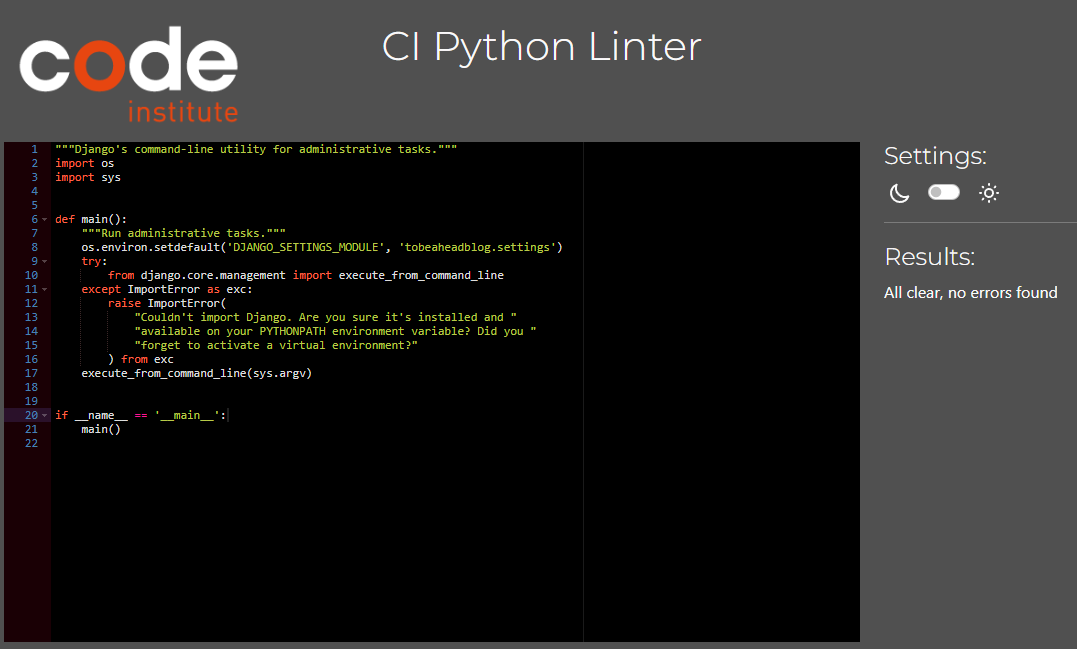 code
institute
CI Python Linter
1 """Django's command-line utility for administrative tasks."""
2 import os
3 import sys
4
5
6 def main():
7     """Run administrative tasks."""
8     os.environ.setdefault('DJANGO_SETTINGS_MODULE', 'tobeaheadblog.settings')
9     try:
10         from django.core.management import execute_from_command_line
11     except ImportError as exc:
12         raise ImportError(
13             "Couldn't import Django. Are you sure it's installed and "
14             "available on your PYTHONPATH environment variable? Did you "
15             "forget to activate a virtual environment?"
16         ) from exc
17     execute_from_command_line(sys.argv)
18
19
20 if __name__ == '__main__':
21     main()
22
Settings:
Results:
All clear, no errors found